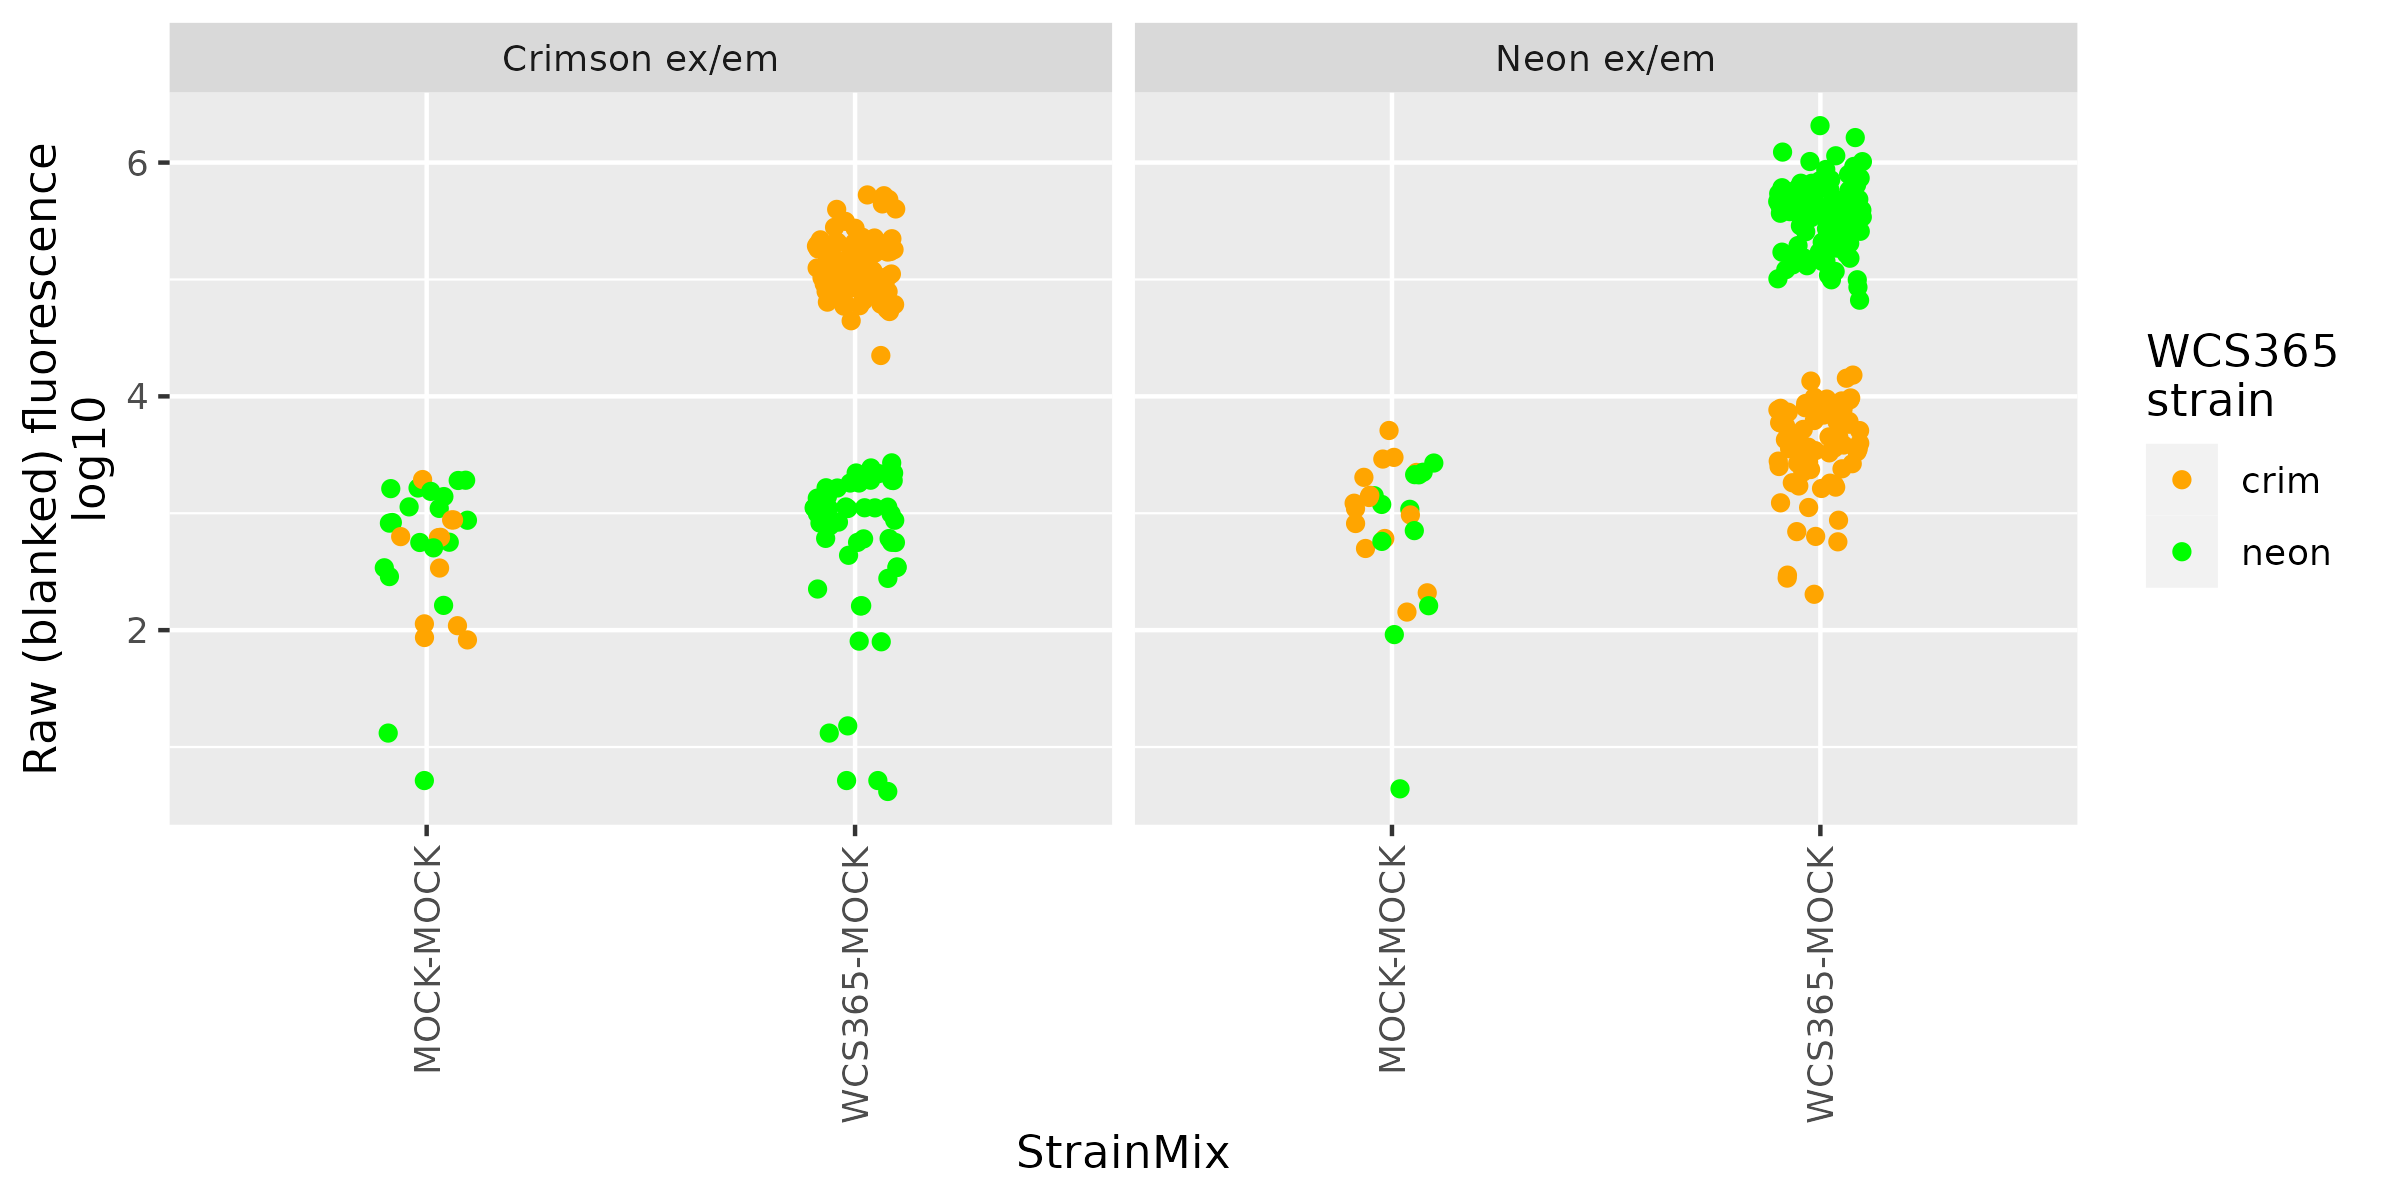 Crimson ex/em
Neon ex/em
Raw (blanked) fluorescence
log10
6
4
2
MOCK-MOCK
WCS365-MOCK
MOCK-MOCK
WCS365-MOCK
StrainMix
WCS365
strain
crim
neon